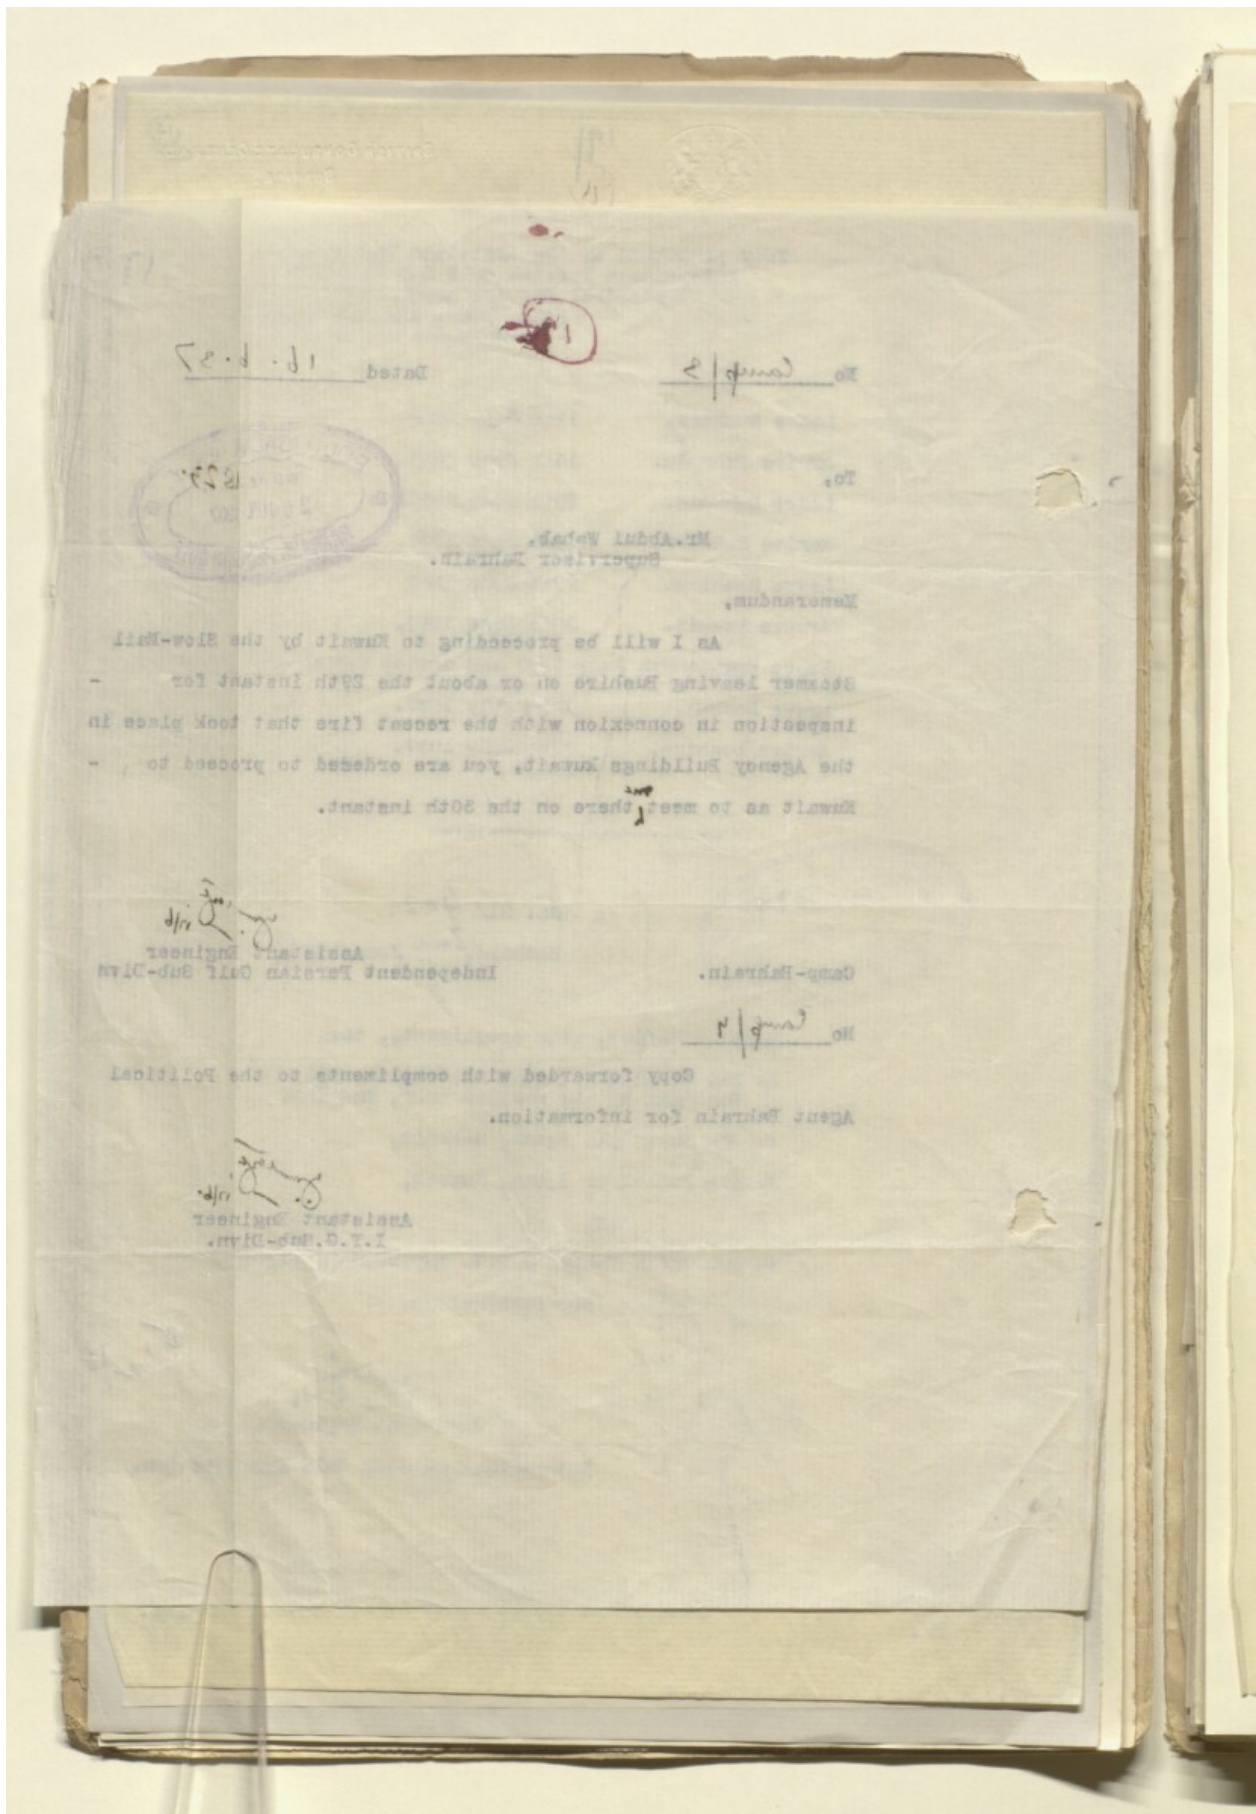 No Camp/3 Dated 16.6.37
To,
Mr.Abdul Wahab.
Supervisor Bahrain.
Memorandum,
As I will be proceeding to Kuwait by the Slow-Mail
Steamer leaving Bushire on or about the 29th instant for -
inspection in connexion with the recent fire that took place in
the Agency Buildings kuwait, you are ordered to proceed to -
Kuwait as to meet me there on the 30th instant.
Assistant Engineer
Camp-Bahrain. Independent Persian Gulf Sub-Divn
No Camp/4
Copy forwarded with compliments to the Political
Agent Bahrain for information.
Assistant Engineer
I.P.G.Sub-Divn.